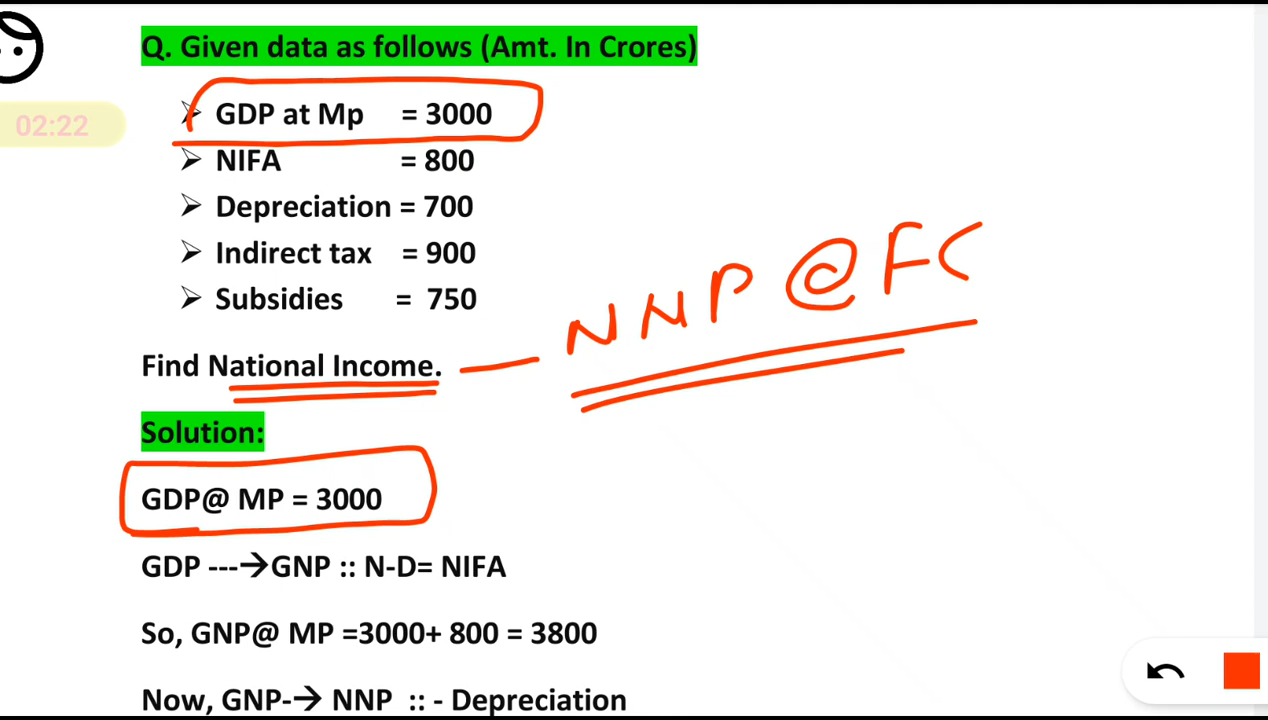 Q. Given data as follows (Amt. In Crores)
02:22
➢ GDP at Mp = 3000
➢ NIFA = 800
➢ Depreciation = 700
➢ Indirect tax = 900
➢ Subsidies = 750
NNP @ FC
Find National Income.
Solution:
GDP@ MP = 3000
GDP ---→GNP :: N-D= NIFA
So, GNP@ MP =3000+ 800 = 3800
Now, GNP-→ NNP :: - Depreciation